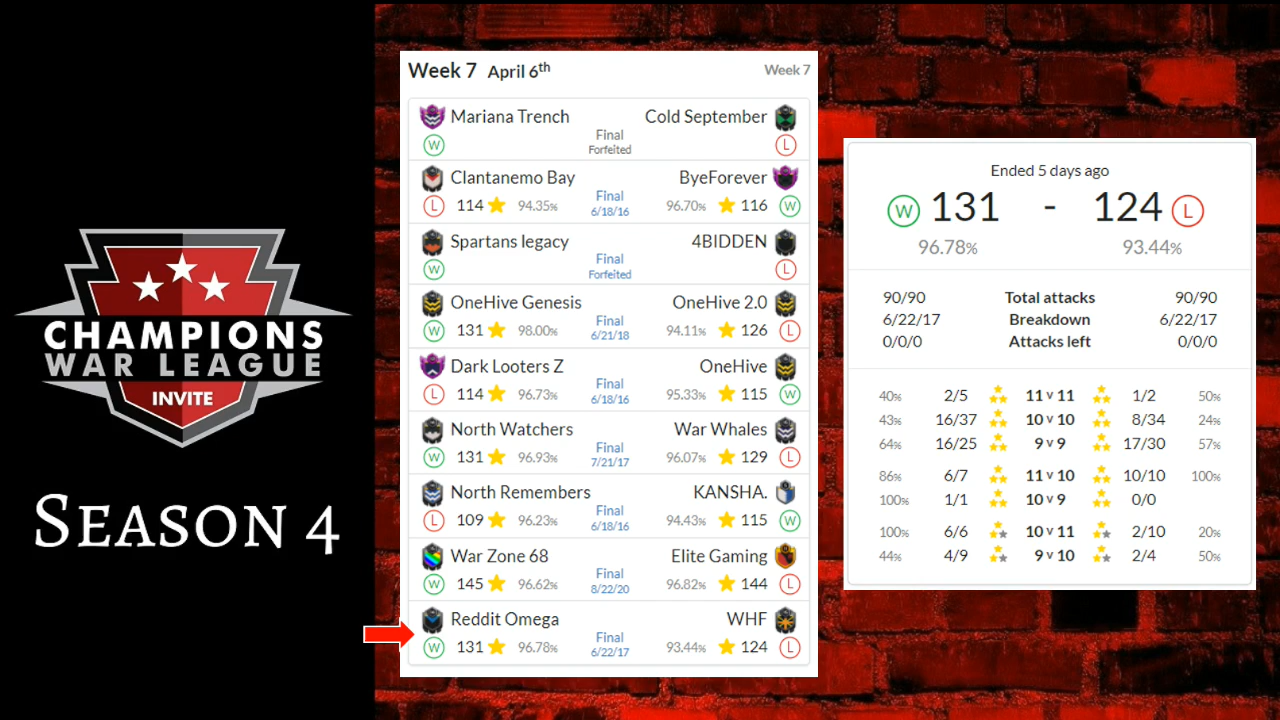 CHAMPIONS
WAR LEAGUE
INVITE
SEASON 4
Week 7 April 6th Week 7
Mariana Trench Cold September
Final
Forfeited
W L
Clantanemo Bay ByeForever
Final
L 114 94.35% 6/18/16 96.70% 116 W
Spartans legacy 4BIDDEN
Final
W Forfeited L
OneHive Genesis OneHive 2.0
Final
W 131 98.00% 6/21/18 94.11% 126 L
Dark Looters Z OneHive
Final
L 114 96.73% 6/18/16 95.33% 115 W
North Watchers War Whales
Final
W 131 96.93% 7/21/17 96.07% 129 L
North Remembers KANSHA.
Final
L 109 96.23% 6/18/16 94.43% 115 W
War Zone 68 Elite Gaming
Final
W 145 96.62% 8/22/20 96.82% 144 L
Reddit Omega WHF
Final
W 131 96.78% 6/22/17 93.44% 124 L
Ended 5 days ago
W 131 - 124 L
96.78% 93.44%
90/90 Total attacks 90/90
6/22/17 Breakdown 6/22/17
0/0/0 Attacks left 0/0/0
40% 2/5 11 v 11 1/2 50%
43% 16/37 10 v 10 8/34 24%
64% 16/25 9 v 9 17/30 57%
86% 6/7 11 v 10 10/10 100%
100% 1/1 10 v 9 0/0
100% 6/6 10 v 11 2/10 20%
44% 4/9 9 v 10 2/4 50%